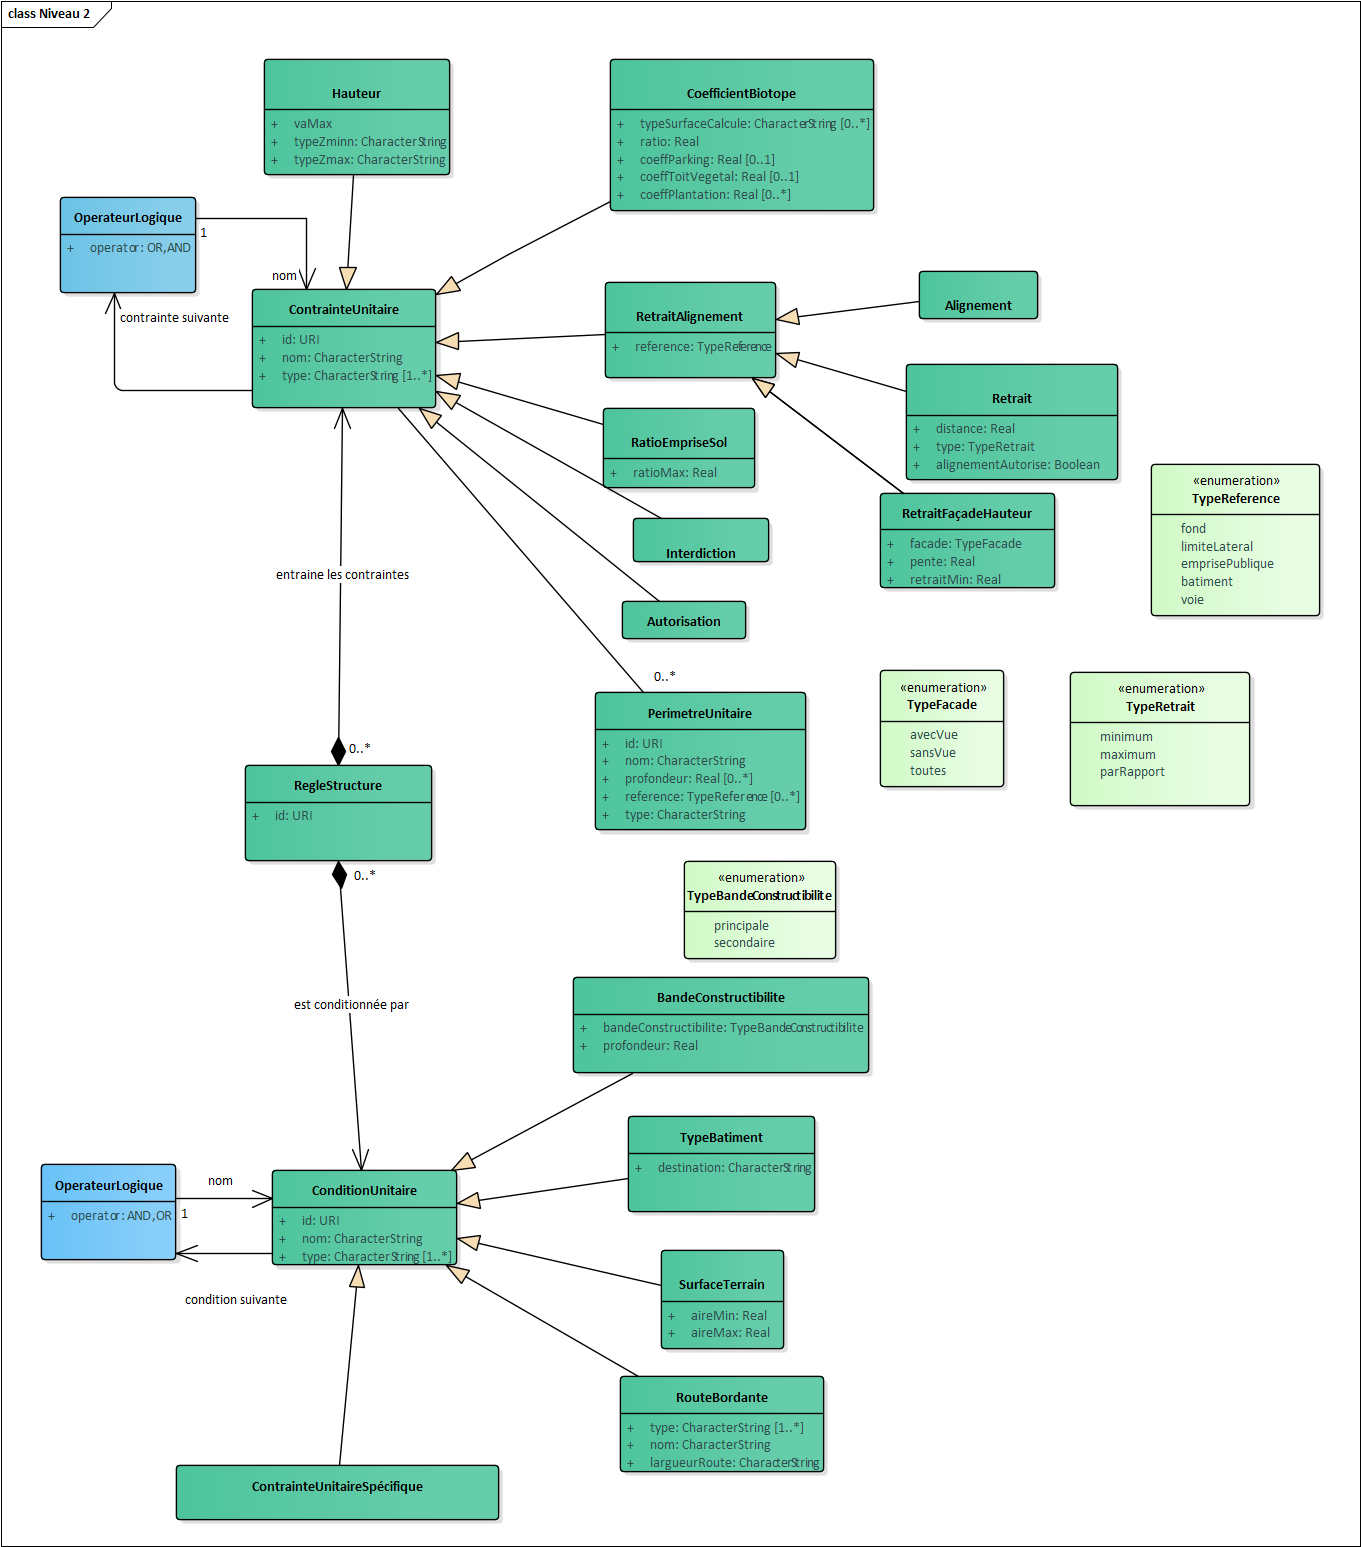 class Niveau 2
Hauteur
+ vaMax
+ typeZminn: CharacterString
+ typeZmax: CharacterString
CoefficientBiotope
+ typeSurfaceCalcule: CharacterString [0..*]
+ ratio: Real
+ coeffParking: Real [0..1]
+ coeffToitVegetal: Real [0..1]
+ coeffPlantation: Real [0..*]
OperateurLogique
+ operator: OR,AND
1
nom
contrainte suivante
ContrainteUnitaire
+ id: URI
+ nom: CharacterString
+ type: CharacterString [1..*]
RetraitAlignement
+ reference: TypeReference
Alignement
Retrait
+ distance: Real
+ type: TypeRetrait
+ alignementAutorise: Boolean
RatioEmpriseSol
+ ratioMax: Real
RetraitFaçadeHauteur
+ facade: TypeFacade
+ pente: Real
+ retraitMin: Real
«enumeration»
TypeReference
fond
limiteLateral
emprisePublique
batiment
voie
Interdiction
entraine les contraintes
Autorisation
0..*
PerimetreUnitaire
+ id: URI
+ nom: CharacterString
+ profondeur: Real [0..*]
+ reference: TypeReference [0..*]
+ type: CharacterString
«enumeration»
TypeFacade
avecVue
sansVue
toutes
«enumeration»
TypeRetrait
minimum
maximum
parRapport
0..*
RegleStructure
+ id: URI
0..*
«enumeration»
TypeBandeConstructibilite
principale
secondaire
est conditionnée par
BandeConstructibilite
+ bandeConstructibilite: TypeBandeConstructibilite
+ profondeur: Real
TypeBatiment
+ destination: CharacterString
OperateurLogique
+ operator: AND,OR
nom
1
condition suivante
ConditionUnitaire
+ id: URI
+ nom: CharacterString
+ type: CharacterString [1..*]
SurfaceTerrain
+ aireMin: Real
+ aireMax: Real
RouteBordante
+ type: CharacterString [1..*]
+ nom: CharacterString
+ largueurRoute: CharacterString
ContrainteUnitaireSpécifique